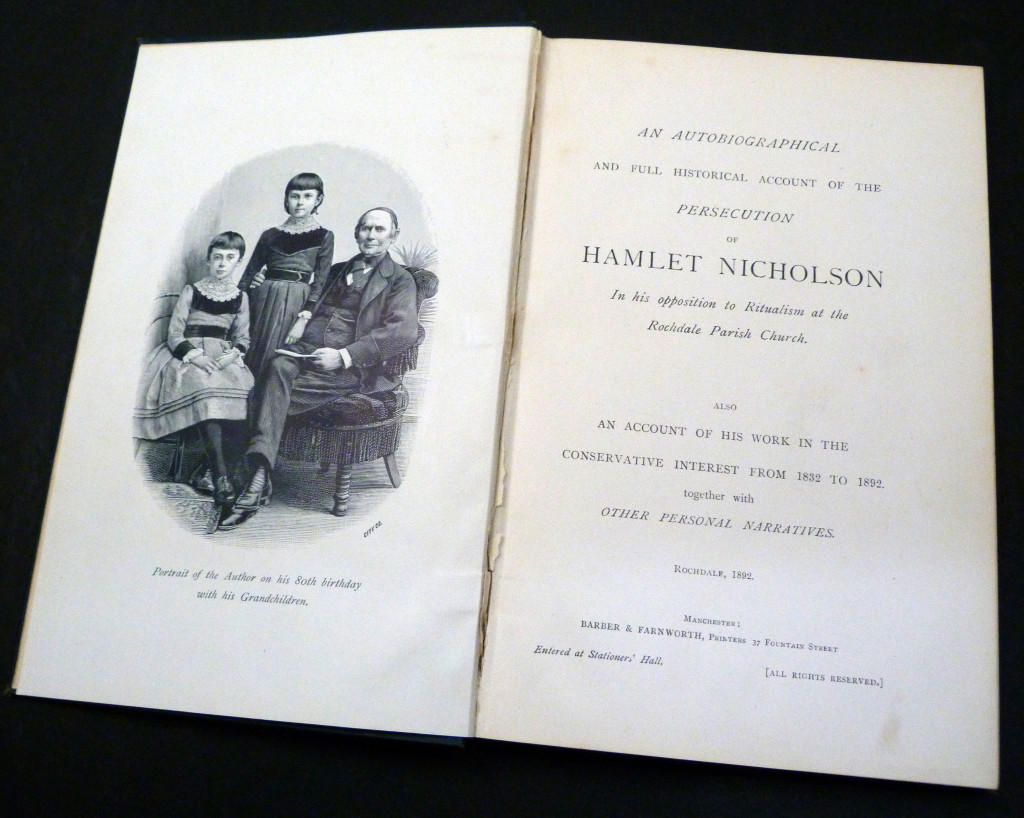 CITY CO.
Portrait of the Author on his 80th birthday
with his Grandchildren.
AN AUTOBIOGRAPHICAL
AND FULL HISTORICAL ACCOUNT OF THE
PERSECUTION
OF
HAMLET NICHOLSON
In his opposition to Ritualism at the
Rochdale Parish Church.
ALSO
AN ACCOUNT OF HIS WORK IN THE
CONSERVATIVE INTEREST FROM 1832 TO 1892.
together with
OTHER PERSONAL NARRATIVES.
ROCHDALE, 1892.
MANCHESTER:
BARBER & FARNWORTH, PRINTERS 37 FOUNTAIN STREET
Entered at Stationers' Hall.
[ALL RIGHTS RESERVED.]